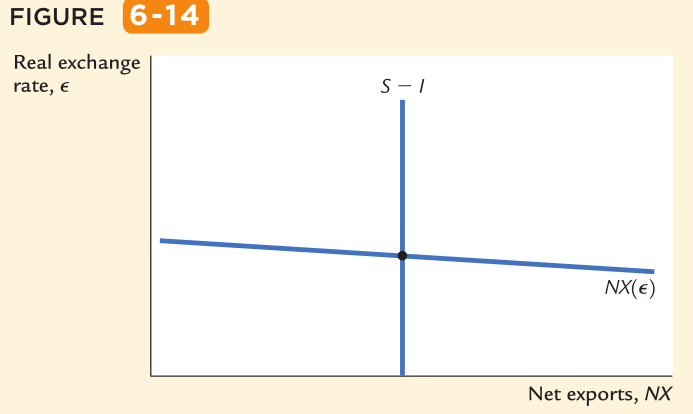 FIGURE 6-14
Real exchange
rate, ϵ
S − I
NX(ϵ)
Net exports, NX